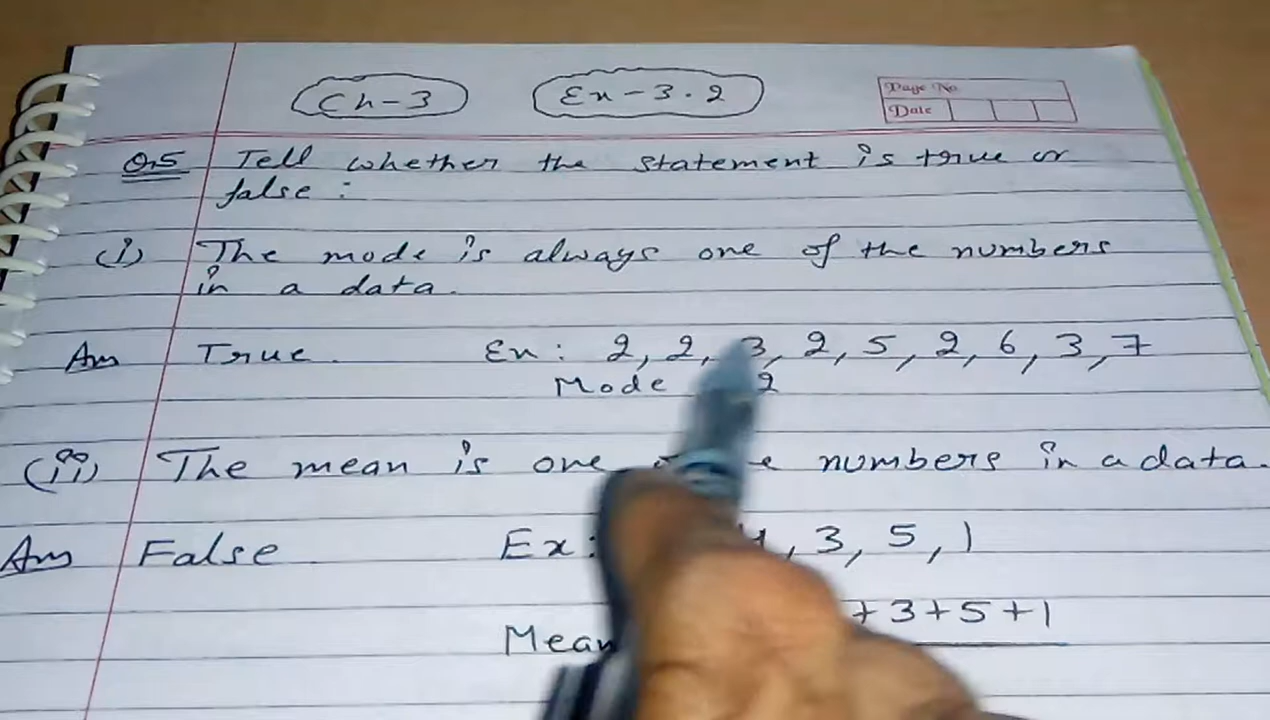 Ch-3
Ex-3.2
Page No.
Date
Q.5 Tell whether the statement is true or
false :
(i) The mode is always one of the numbers
in a data.
Ans True. Ex : 2, 2, 3, 2, 5, 2, 6, 3, 7
Mode 2
(ii) The mean is one numbers in a data.
Ans False Ex : , 3, 5, 1
Mean +3+5+1